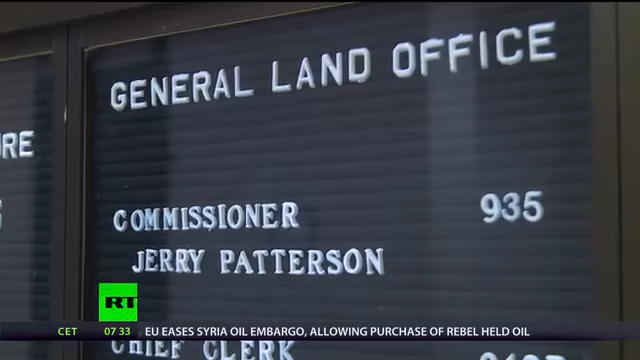 GENERAL LAND OFFICE
COMMISSIONER 935
JERRY PATTERSON
RT
CET 07 33 EU EASES SYRIA OIL EMBARGO, ALLOWING PURCHASE OF REBEL HELD OIL
CHIEF CLERK